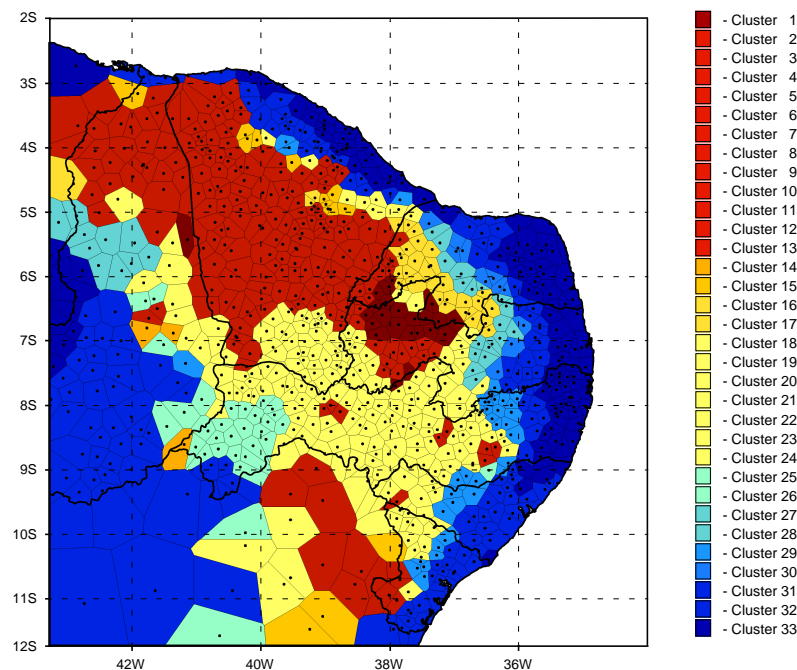 2S
3S
4S
5S
6S
7S
8S
9S
10S
11S
12S
42W 40W 38W 36W
- Cluster 1
- Cluster 2
- Cluster 3
- Cluster 4
- Cluster 5
- Cluster 6
- Cluster 7
- Cluster 8
- Cluster 9
- Cluster 10
- Cluster 11
- Cluster 12
- Cluster 13
- Cluster 14
- Cluster 15
- Cluster 16
- Cluster 17
- Cluster 18
- Cluster 19
- Cluster 20
- Cluster 21
- Cluster 22
- Cluster 23
- Cluster 24
- Cluster 25
- Cluster 26
- Cluster 27
- Cluster 28
- Cluster 29
- Cluster 30
- Cluster 31
- Cluster 32
- Cluster 33